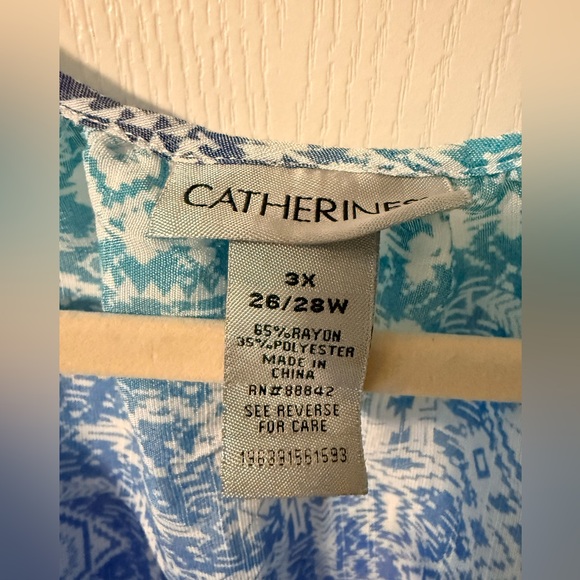 CATHERINES
3X
26/28W
65%RAYON
35%POLYESTER
MADE IN
CHINA
RN#88842
SEE REVERSE
FOR CARE
196391561593